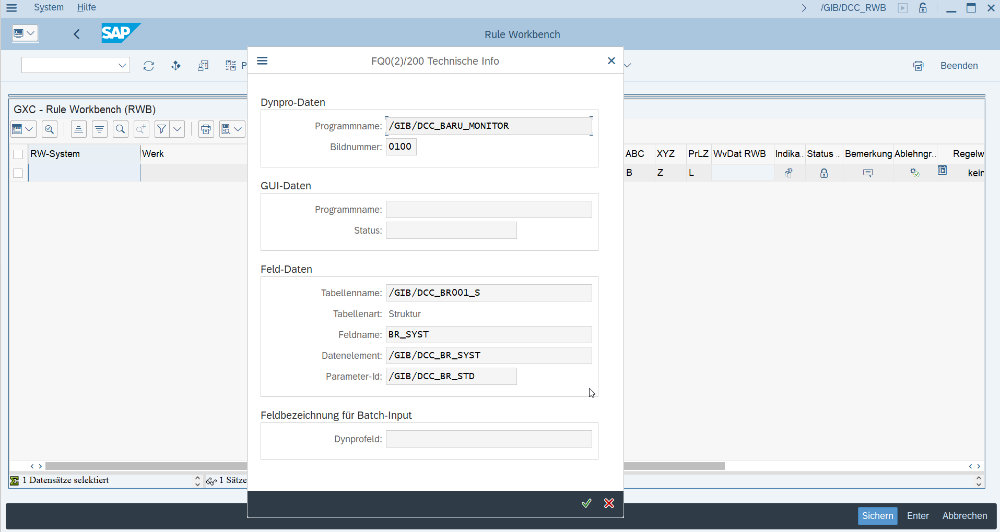 System Hilfe /GIB/DCC_RWB
SAP Rule Workbench
FQ0(2)/200 Technische Info
Beenden
GXC - Rule Workbench (RWB)
RW-System Werk ABC XYZ PrLZ WvDat RWB Indika... Status ... Bemerkung Ablehngr... Regelw
B Z L kein
Dynpro-Daten
Programmname: /GIB/DCC_BARU_MONITOR
Bildnummer: 0100
GUI-Daten
Programmname:
Status:
Feld-Daten
Tabellenname: /GIB/DCC_BR001_S
Tabellenart: Struktur
Feldname: BR_SYST
Datenelement: /GIB/DCC_BR_SYST
Parameter-Id: /GIB/DCC_BR_STD
Feldbezeichnung für Batch-Input
Dynprofeld:
1 Datensätze selektiert 1 Sätze
Sichern Enter Abbrechen